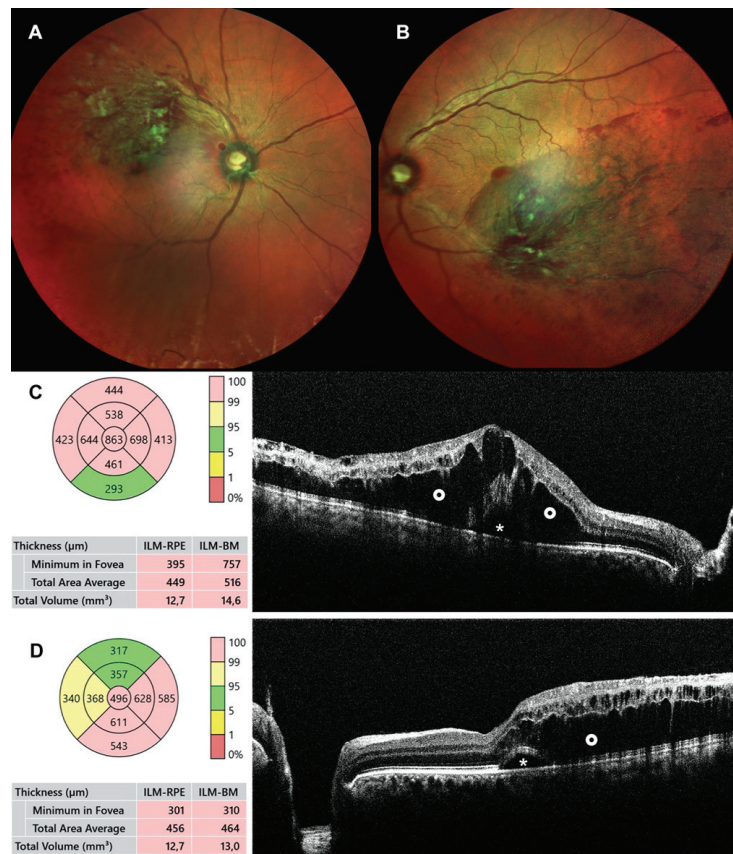 A
B
C
444
538
423 644 863 698 413
461
293
100
99
95
5
1
0%
Thickness (µm) ILM-RPE ILM-BM
Minimum in Fovea 395 757
Total Area Average 449 516
Total Volume (mm³) 12,7 14,6
*
D
317
357
340 368 496 628 585
611
543
100
99
95
5
1
0%
Thickness (µm) ILM-RPE ILM-BM
Minimum in Fovea 301 310
Total Area Average 456 464
Total Volume (mm³) 12,7 13,0
*